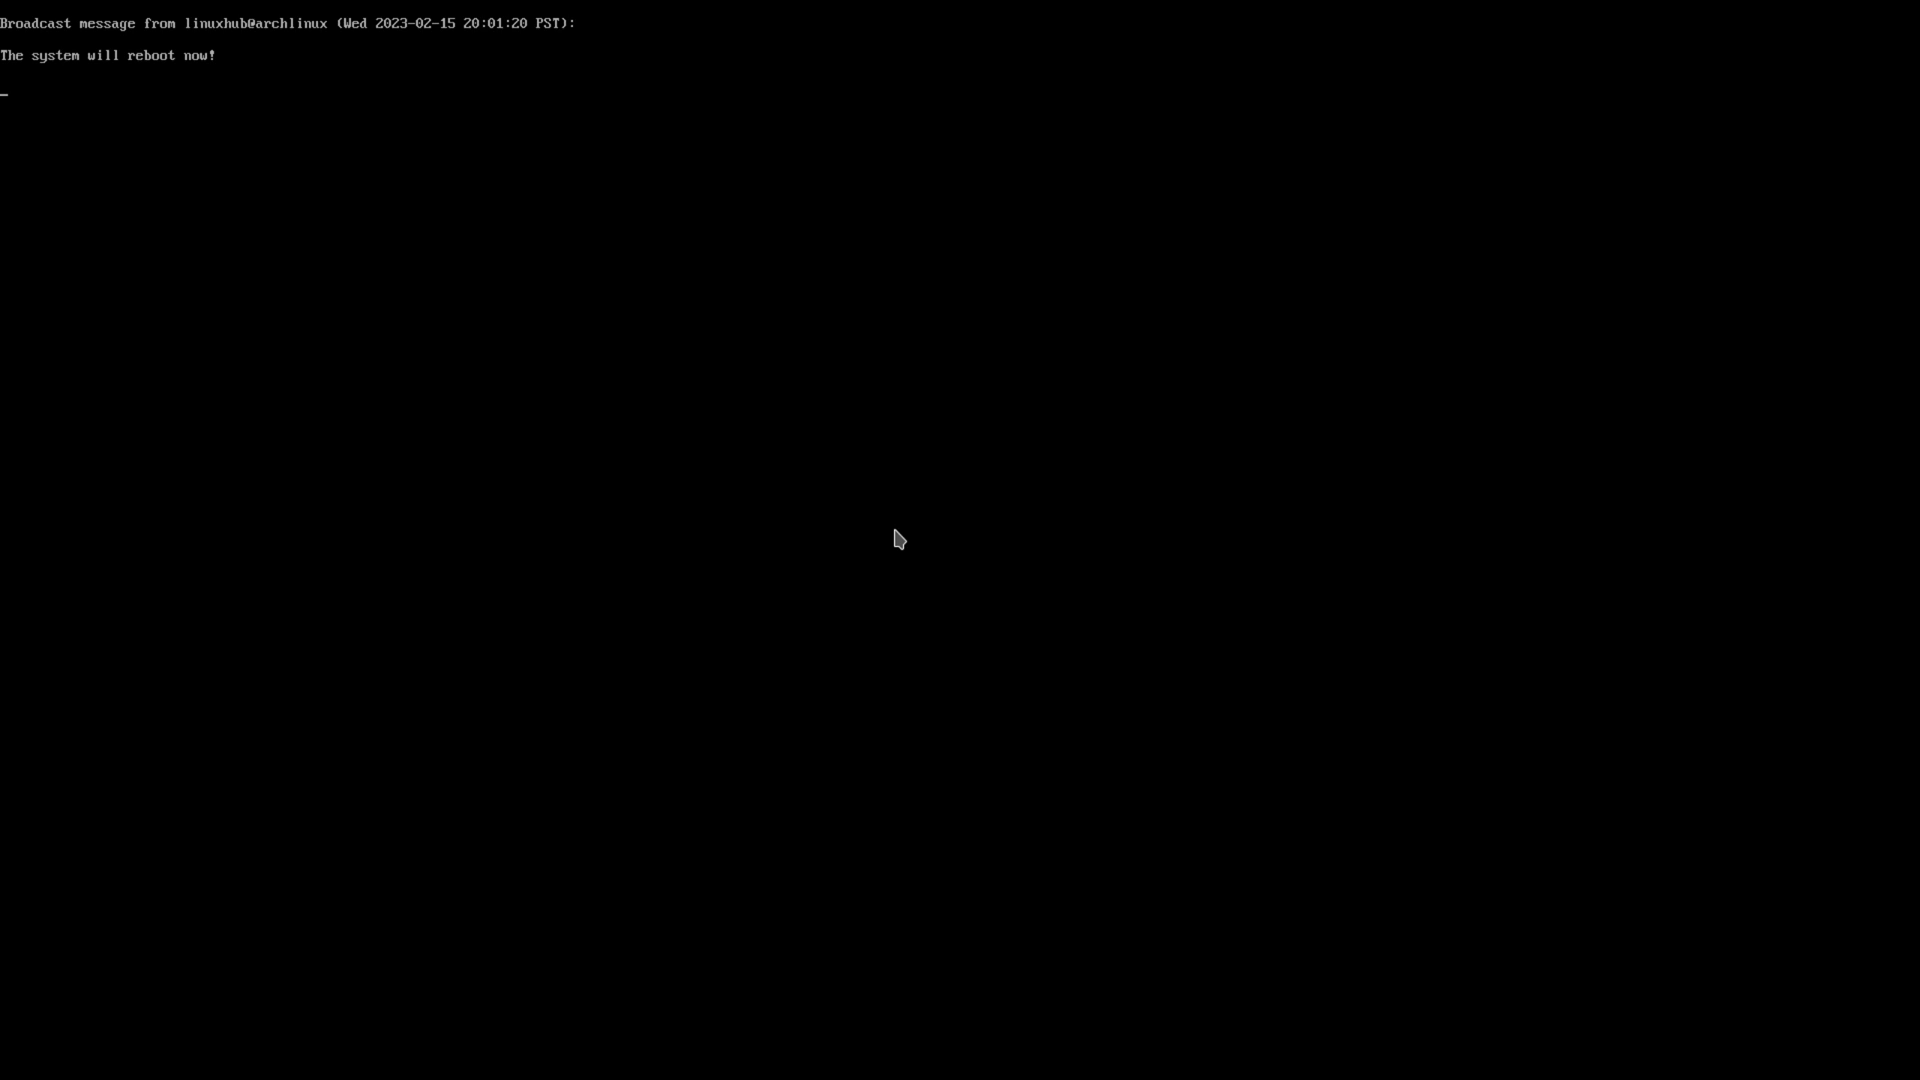 Broadcast message from linuxhub@archlinux (Wed 2023-02-15 20:01:20 PST):
The system will reboot now!